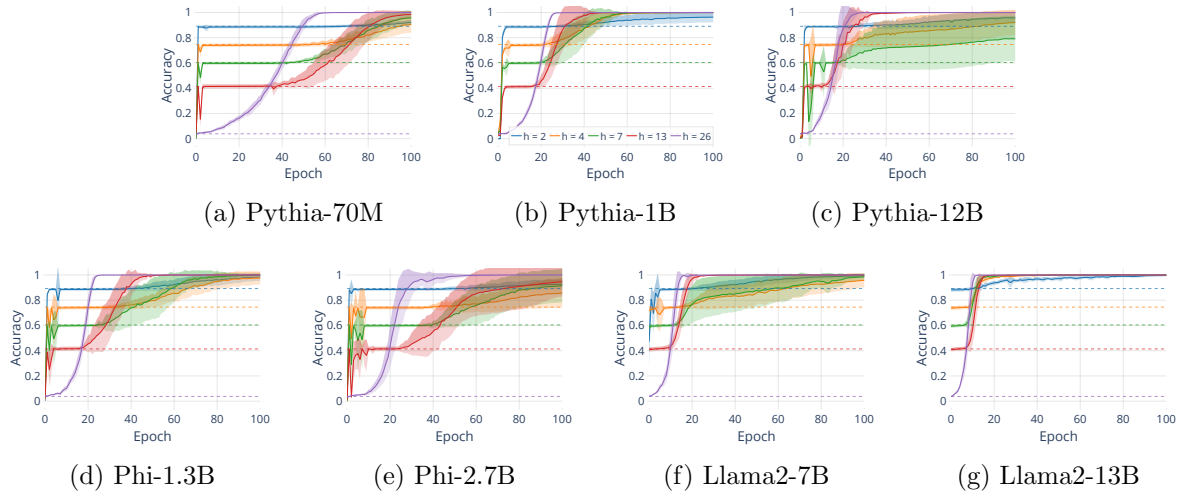 1
0.8
0.6
0.4
0.2
0
Accuracy
0 20 40 60 80 100
Epoch
(a) Pythia-70M
1
0.8
0.6
0.4
0.2
0
Accuracy
h = 2 h = 4 h = 7 h = 13 h = 26
0 20 40 60 80 100
Epoch
(b) Pythia-1B
1
0.8
0.6
0.4
0.2
0
Accuracy
0 20 40 60 80 100
Epoch
(c) Pythia-12B
1
0.8
0.6
0.4
0.2
0
Accuracy
0 20 40 60 80 100
Epoch
(d) Phi-1.3B
1
0.8
0.6
0.4
0.2
0
Accuracy
0 20 40 60 80 100
Epoch
(e) Phi-2.7B
1
0.8
0.6
0.4
0.2
0
Accuracy
0 20 40 60 80 100
Epoch
(f) Llama2-7B
1
0.8
0.6
0.4
0.2
0
Accuracy
0 20 40 60 80 100
Epoch
(g) Llama2-13B